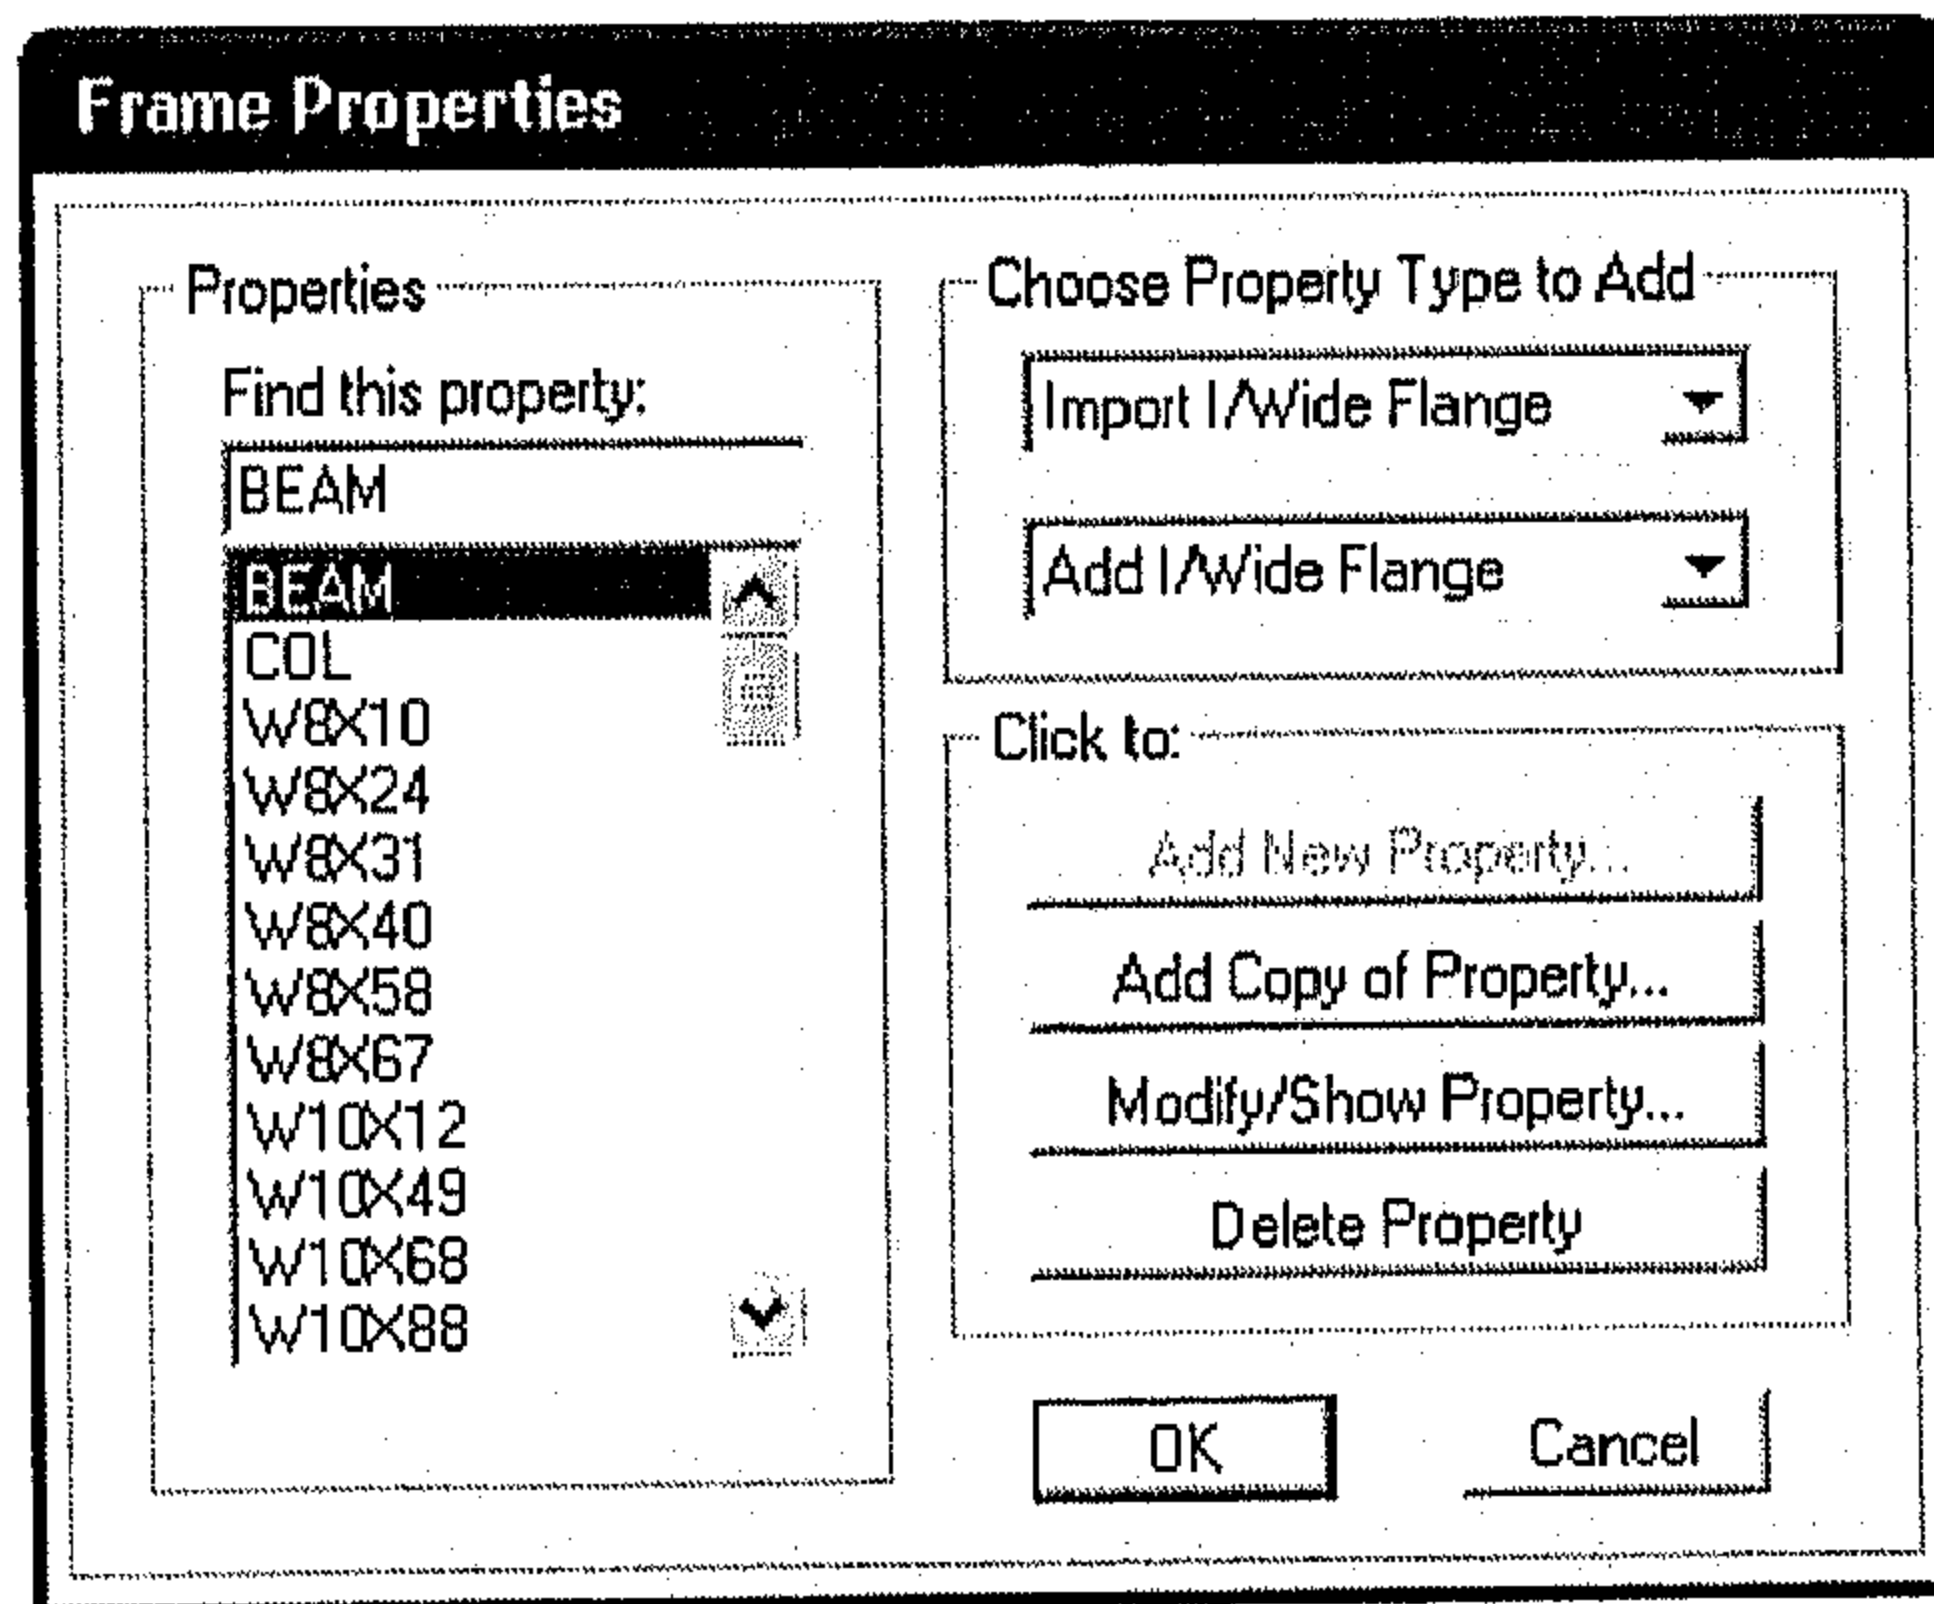 Frame Properties
Properties
Find this property:
BEAM
BEAM
COL
W8X10
W8X24
W8X31
W8X40
W8X58
W8X67
W10X12
W10X49
W10X68
W10X88
Choose Property Type to Add
Import I/Wide Flange
Add I/Wide Flange
Click to:
Add New Property...
Add Copy of Property...
Modify/Show Property...
Delete Property
OK
Cancel